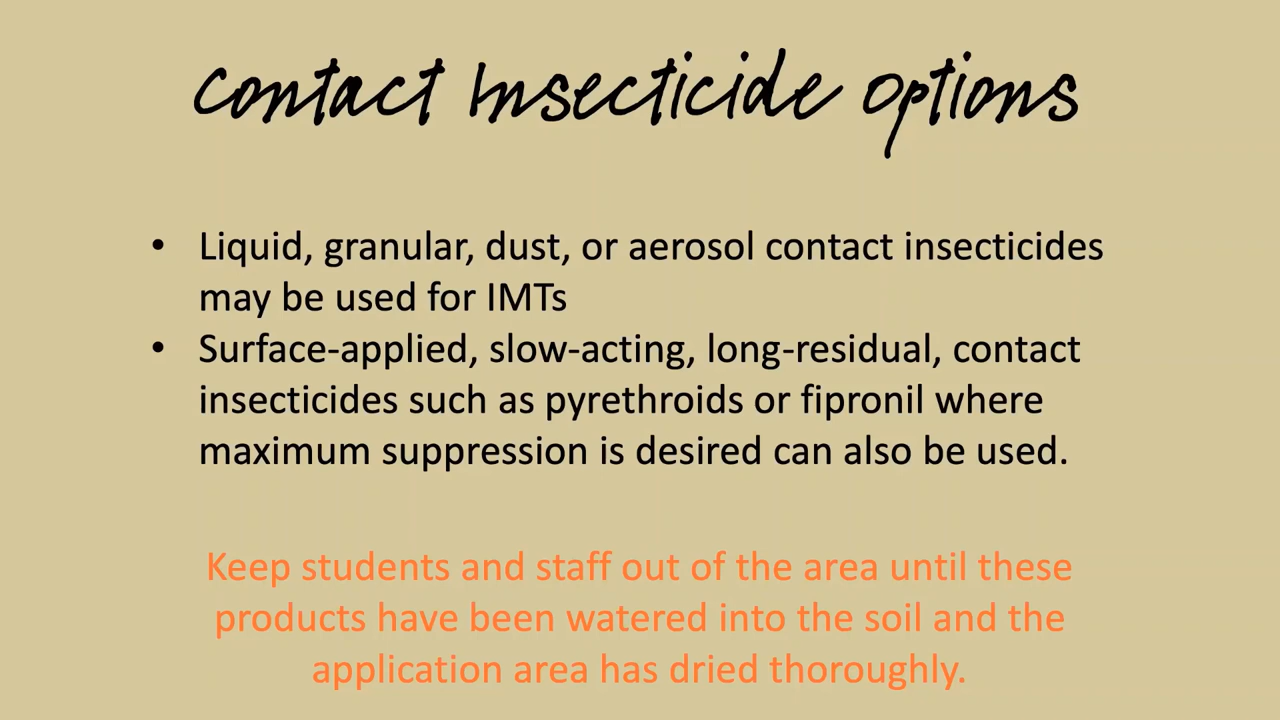 Contact Insecticide Options
• Liquid, granular, dust, or aerosol contact insecticides
may be used for IMTs
• Surface-applied, slow-acting, long-residual, contact
insecticides such as pyrethroids or fipronil where
maximum suppression is desired can also be used.
Keep students and staff out of the area until these
products have been watered into the soil and the
application area has dried thoroughly.